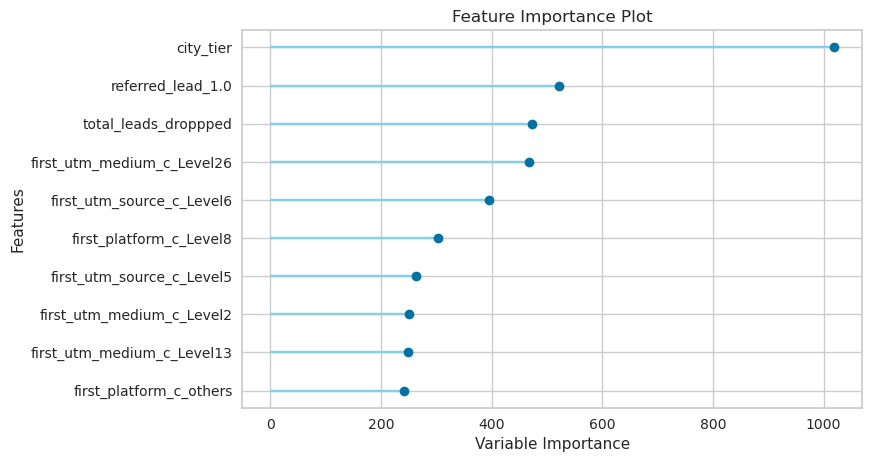 Feature Importance Plot
city_tier
referred_lead_1.0
total_leads_droppped
first_utm_medium_c_Level26
first_utm_source_c_Level6
first_platform_c_Level8
first_utm_source_c_Level5
first_utm_medium_c_Level2
first_utm_medium_c_Level13
first_platform_c_others
Features
0 200 400 600 800 1000
Variable Importance